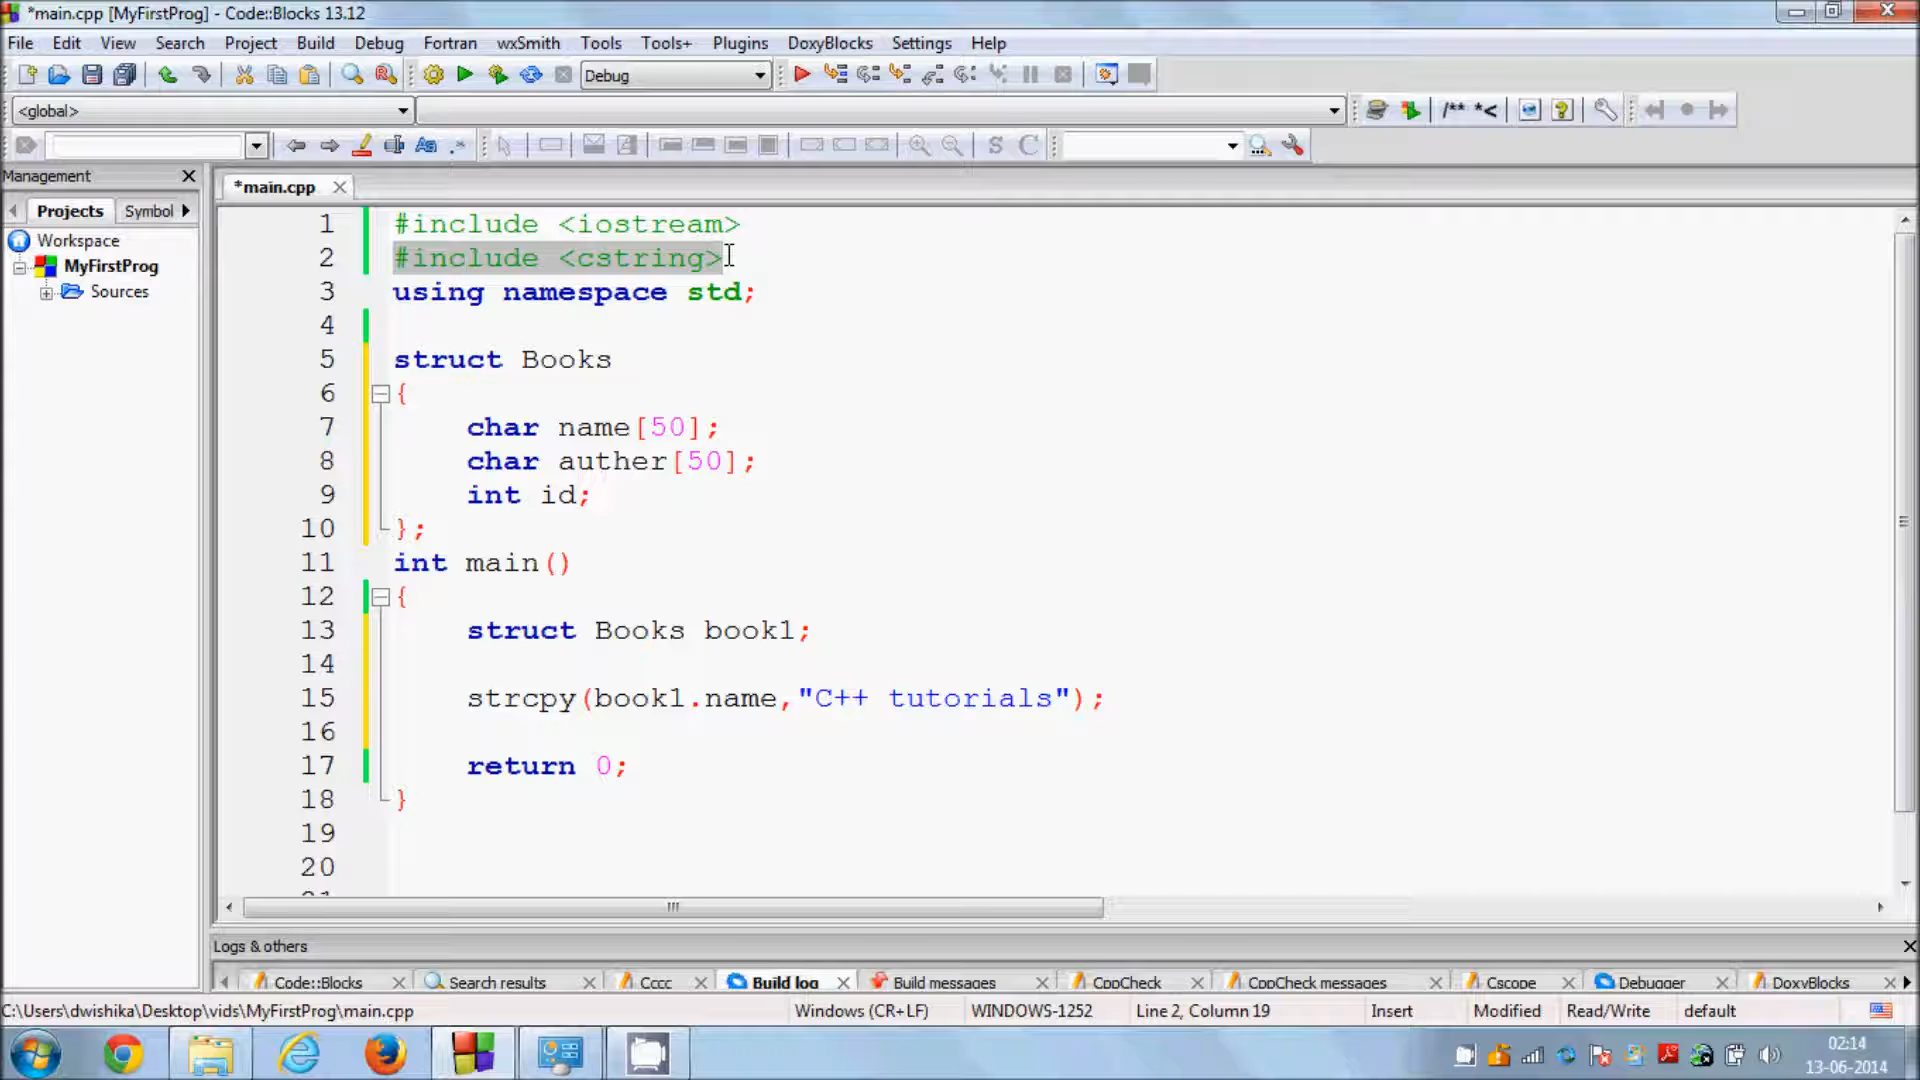 *main.cpp [MyFirstProg] - Code::Blocks 13.12
File Edit View Search Project Build Debug Fortran wxSmith Tools Tools+ Plugins DoxyBlocks Settings Help
Debug
<global>
/** *<
S C
Management
*main.cpp
Projects Symbol
Workspace
MyFirstProg
Sources
1 #include <iostream>
2 #include <cstring>
3 using namespace std;
4
5 struct Books
6 {
7 char name[50];
8 char auther[50];
9 int id;
10 };
11 int main()
12 {
13 struct Books book1;
14
15 strcpy(book1.name,"C++ tutorials");
16
17 return 0;
18 }
19
20
Logs & others
Code::Blocks Search results Cccc Build log Build messages CppCheck CppCheck messages Cscope Debugger DoxyBlocks
C:\Users\dwishika\Desktop\vids\MyFirstProg\main.cpp Windows (CR+LF) WINDOWS-1252 Line 2, Column 19 Insert Modified Read/Write default
02:14
13-06-2014